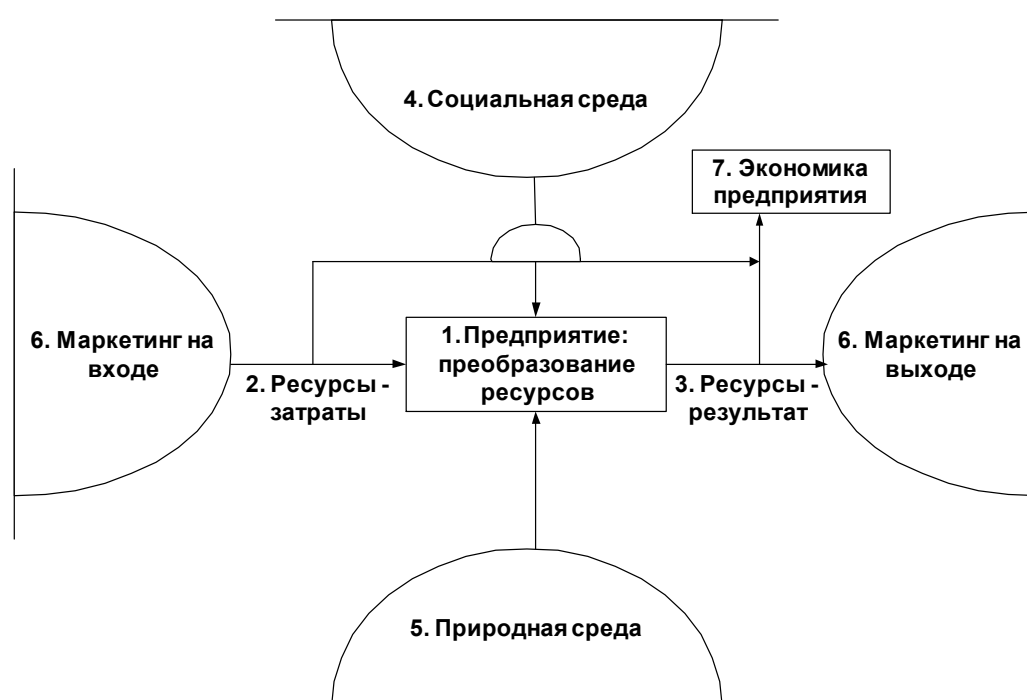 4. Социальная среда
7. Экономика
предприятия
6. Маркетинг на
входе
1.Предприятие:
преобразование
ресурсов
6. Маркетинг на
выходе
2. Ресурсы -
затраты
3. Ресурсы -
результат
5. Природная среда